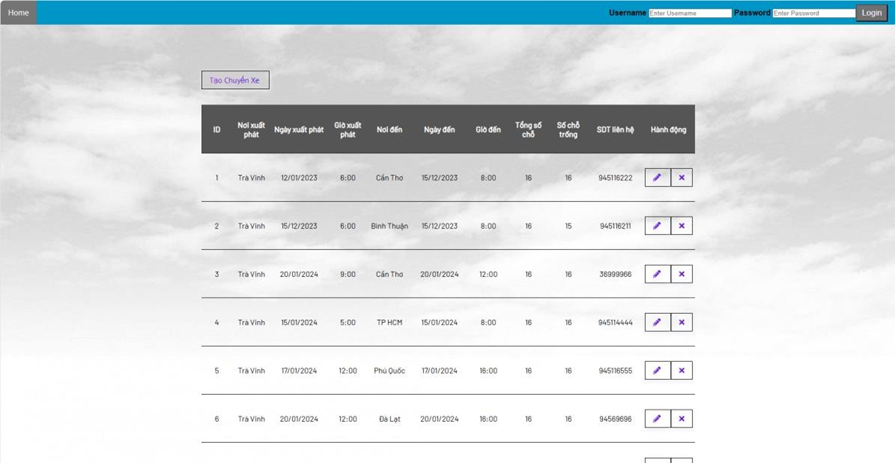 Home Username Enter Username Password Enter Password Login
Tạo Chuyến Xe
ID Nơi xuất phát Ngày xuất phát Giờ xuất phát Nơi đến Ngày đến Giờ đến Tổng số chỗ Số chỗ trống SDT liên hệ Hành động
1 Trà Vinh 12/01/2023 6:00 Cần Thơ 15/12/2023 8:00 16 16 945116222
2 Trà Vinh 15/12/2023 6:00 Bình Thuận 15/12/2023 8:00 16 15 945116211
3 Trà Vinh 20/01/2024 9:00 Cần Thơ 20/01/2024 12:00 16 16 36999966
4 Trà Vinh 15/01/2024 5:00 TP HCM 15/01/2024 8:00 16 16 945114444
5 Trà Vinh 17/01/2024 12:00 Phú Quốc 17/01/2024 16:00 16 16 945116555
6 Trà Vinh 20/01/2024 12:00 Đà Lạt 20/01/2024 16:00 16 16 94569696